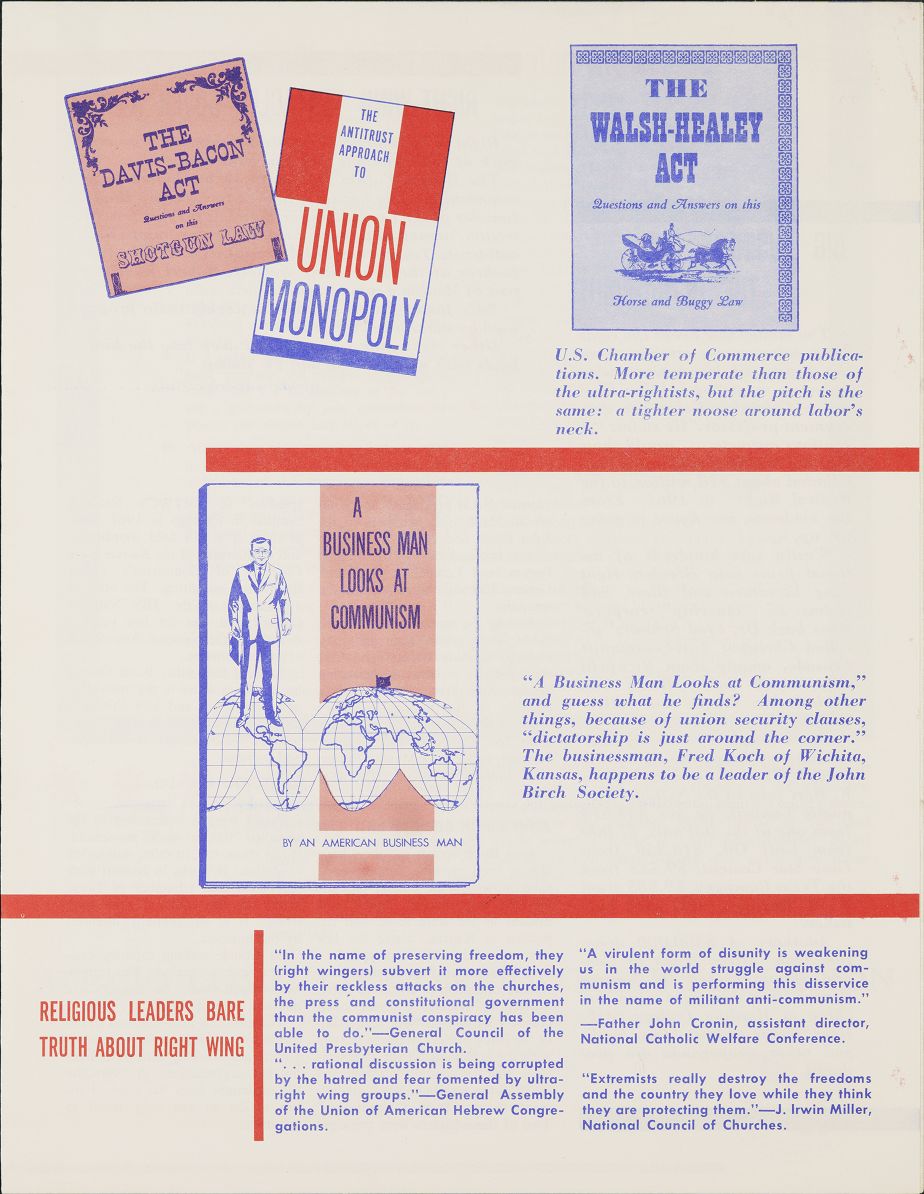 THE
DAVIS-BACON
ACT
Questions and Answers
on this
SHOTGUN LAW
THE
ANTITRUST
APPROACH
TO
UNION
MONOPOLY
THE
WALSH-HEALEY
ACT
Questions and Answers on this
Horse and Buggy Law
U.S. Chamber of Commerce publica-
tions. More temperate than those of
the ultra-rightists, but the pitch is the
same: a tighter noose around labor's
neck.
A
BUSINESS MAN
LOOKS AT
COMMUNISM
BY AN AMERICAN BUSINESS MAN
"A Business Man Looks at Communism,"
and guess what he finds? Among other
things, because of union security clauses,
"dictatorship is just around the corner."
The businessman, Fred Koch of Wichita,
Kansas, happens to be a leader of the John
Birch Society.
RELIGIOUS LEADERS BARE
TRUTH ABOUT RIGHT WING
"In the name of preserving freedom, they
(right wingers) subvert it more effectively
by their reckless attacks on the churches,
the press and constitutional government
than the communist conspiracy has been
able to do."—General Council of the
United Presbyterian Church.
". . . rational discussion is being corrupted
by the hatred and fear fomented by ultra-
right wing groups."—General Assembly
of the Union of American Hebrew Congre-
gations.
"A virulent form of disunity is weakening
us in the world struggle against com-
munism and is performing this disservice
in the name of militant anti-communism."
—Father John Cronin, assistant director,
National Catholic Welfare Conference.
"Extremists really destroy the freedoms
and the country they love while they think
they are protecting them."—J. Irwin Miller,
National Council of Churches.